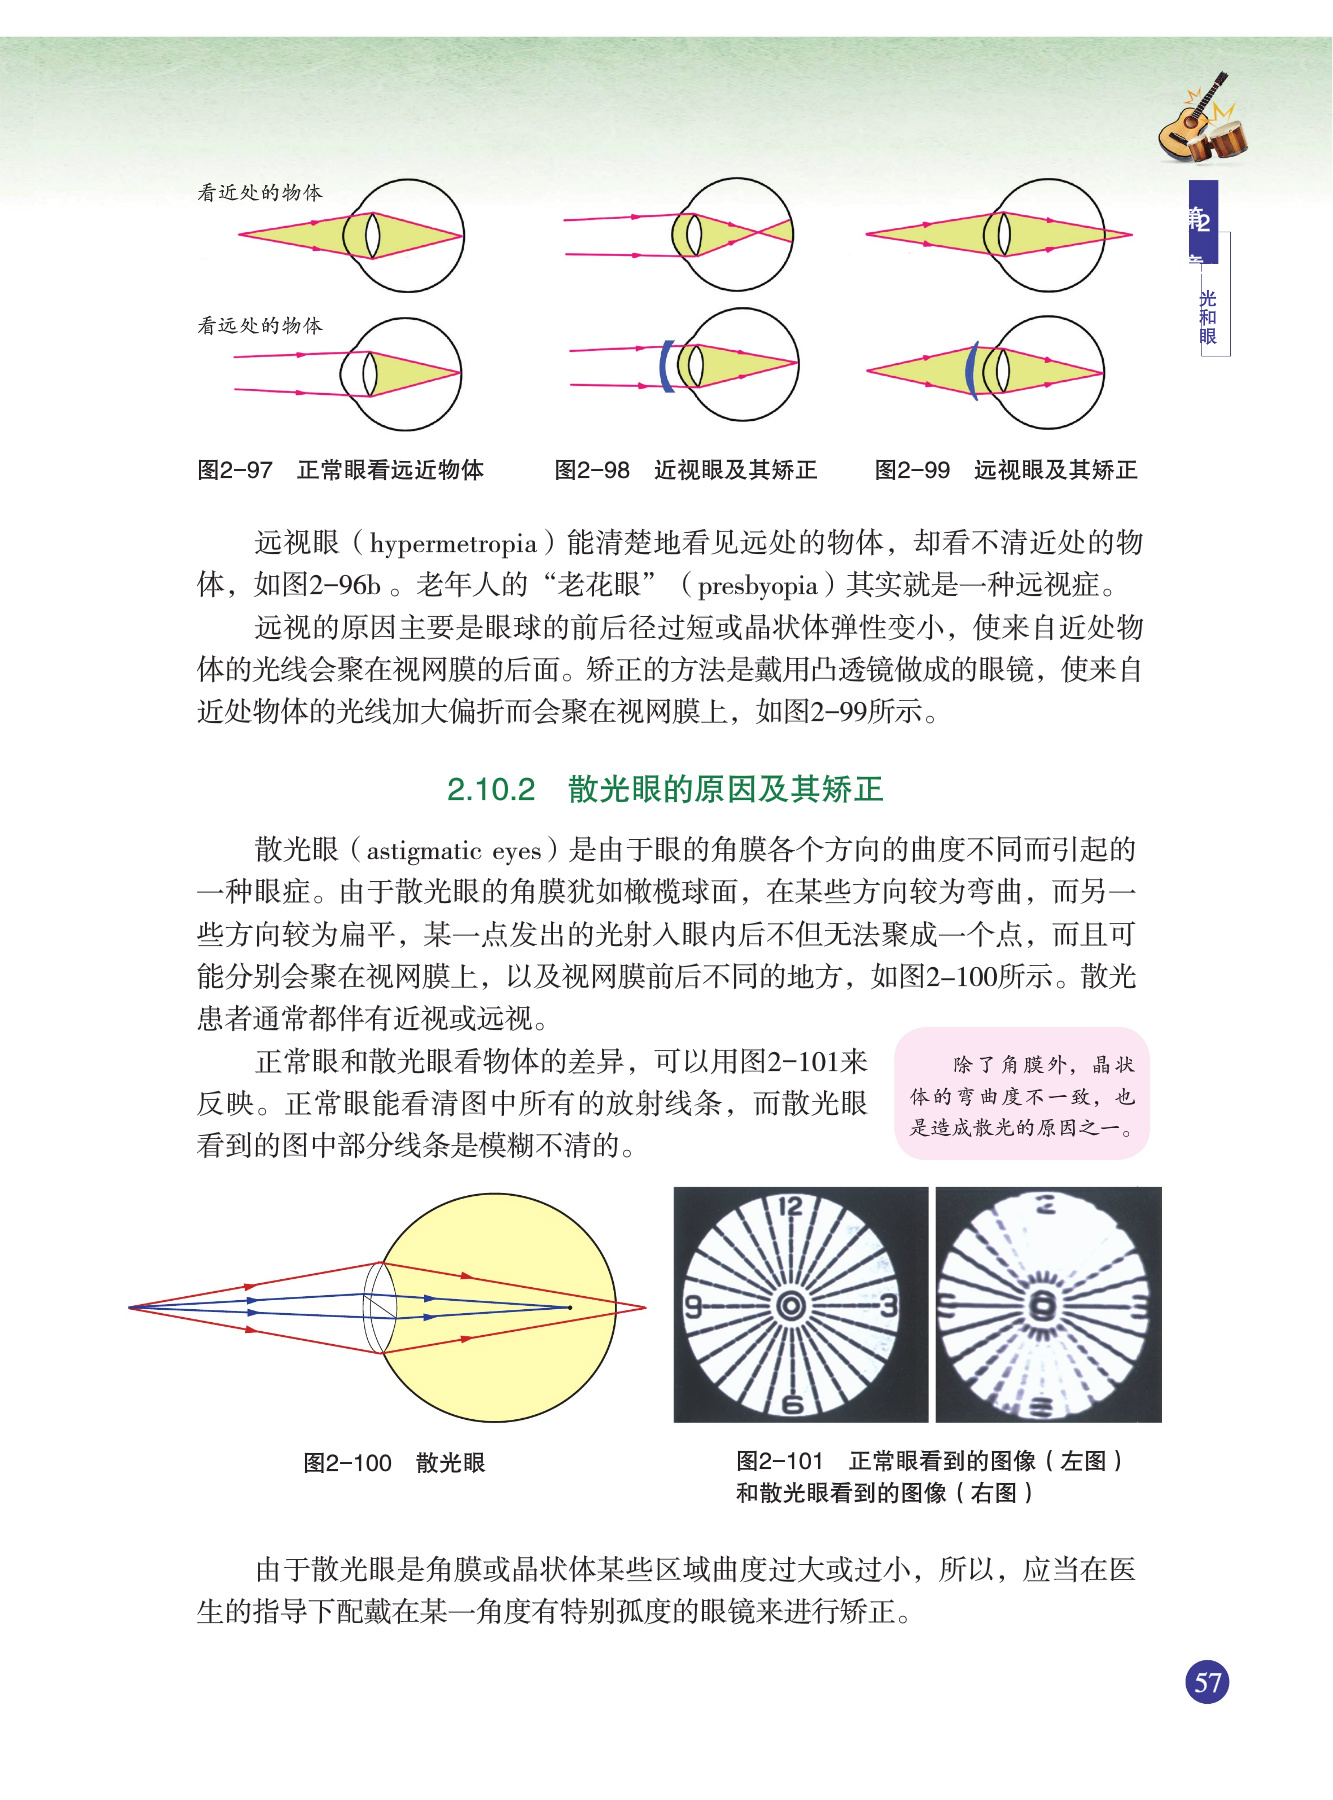 看近处的物体
看远处的物体
第2章
光和眼
图2-97 正常眼看远近物体
图2-98 近视眼及其矫正
图2-99 远视眼及其矫正
远视眼（hypermetropia）能清楚地看见远处的物体，却看不清近处的物
体，如图2-96b 。老年人的“老花眼”（presbyopia）其实就是一种远视症。
远视的原因主要是眼球的前后径过短或晶状体弹性变小，使来自近处物
体的光线会聚在视网膜的后面。矫正的方法是戴用凸透镜做成的眼镜，使来自
近处物体的光线加大偏折而会聚在视网膜上，如图2-99所示。
2.10.2 散光眼的原因及其矫正
散光眼（astigmatic eyes）是由于眼的角膜各个方向的曲度不同而引起的
一种眼症。由于散光眼的角膜犹如橄榄球面，在某些方向较为弯曲，而另一
些方向较为扁平，某一点发出的光射入眼内后不但无法聚成一个点，而且可
能分别会聚在视网膜上，以及视网膜前后不同的地方，如图2-100所示。散光
患者通常都伴有近视或远视。
正常眼和散光眼看物体的差异，可以用图2-101来
反映。正常眼能看清图中所有的放射线条，而散光眼
看到的图中部分线条是模糊不清的。
除了角膜外，晶状
体的弯曲度不一致，也
是造成散光的原因之一。
12
9
3
6
图2-100 散光眼
图2-101 正常眼看到的图像（左图）
和散光眼看到的图像（右图）
由于散光眼是角膜或晶状体某些区域曲度过大或过小，所以，应当在医
生的指导下配戴在某一角度有特别孤度的眼镜来进行矫正。
57